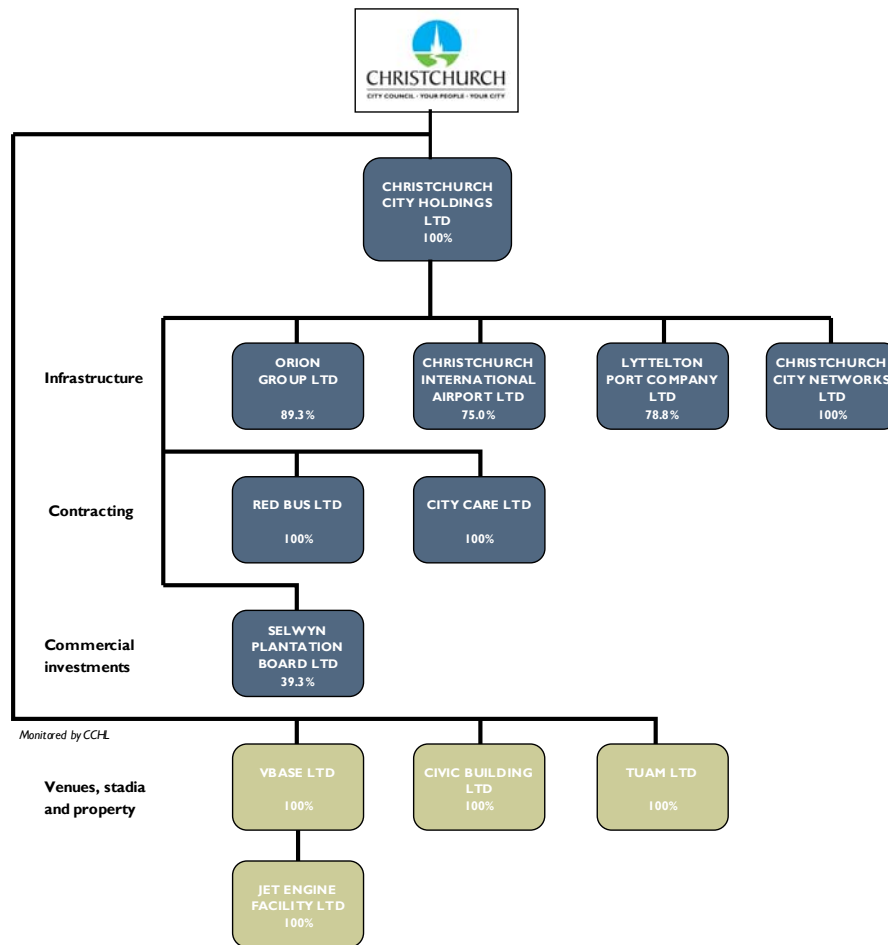 CHRISTCHURCH
CITY COUNCIL · YOUR PEOPLE · YOUR CITY
CHRISTCHURCH
CITY HOLDINGS
LTD
100%
Infrastructure
ORION
GROUP LTD
89.3%
CHRISTCHURCH
INTERNATIONAL
AIRPORT LTD
75.0%
LYTTELTON
PORT COMPANY
LTD
78.8%
CHRISTCHURCH
CITY NETWORKS
LTD
100%
Contracting
RED BUS LTD
100%
CITY CARE LTD
100%
Commercial
investments
SELWYN
PLANTATION
BOARD LTD
39.3%
Monitored by CCHL
Venues, stadia
and property
VBASE LTD
100%
CIVIC BUILDING
LTD
100%
TUAM LTD
100%
JET ENGINE
FACILITY LTD
100%